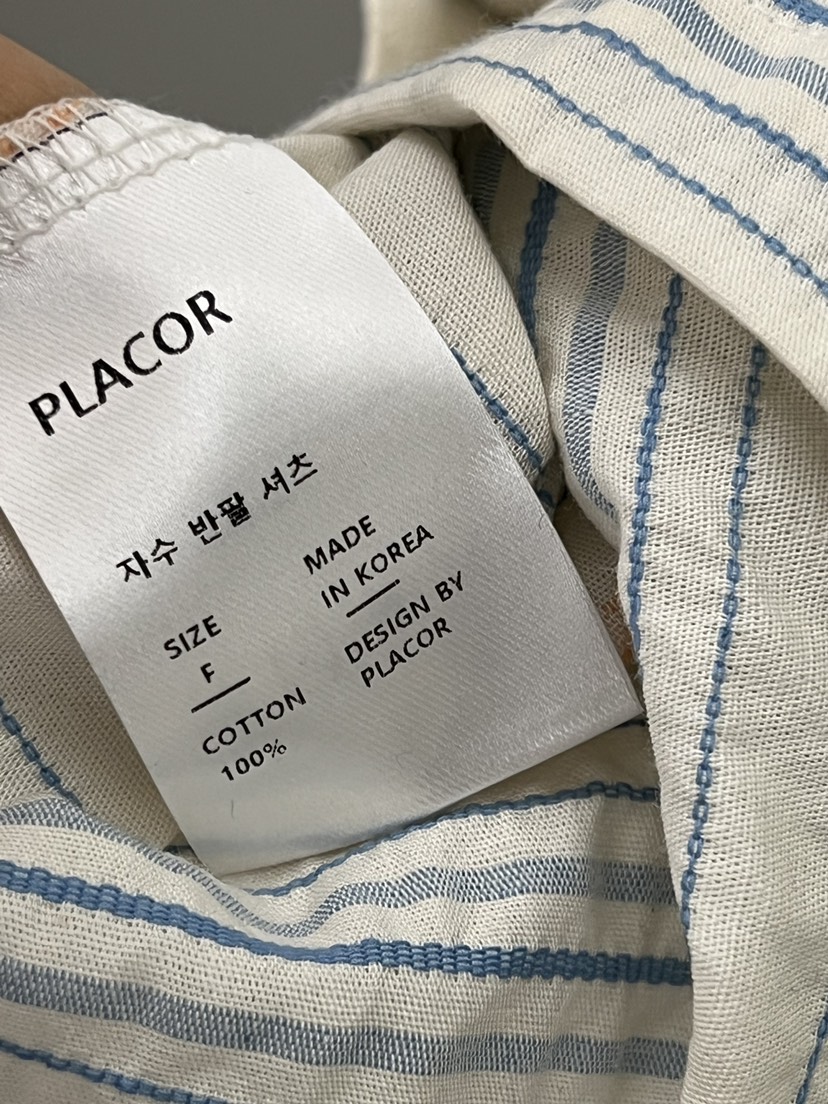 PLACOR
자수 반팔 셔츠
SIZE
F
COTTON
100%
MADE
IN KOREA
DESIGN BY
PLACOR